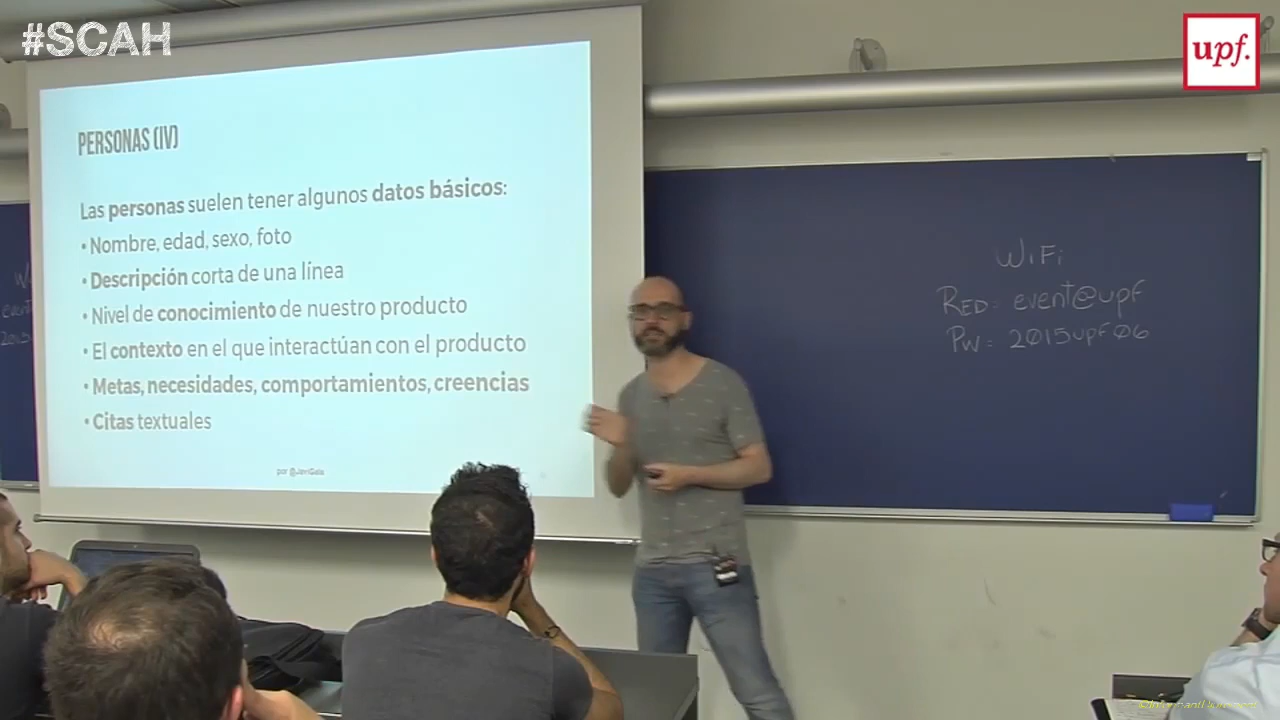 #SCAH
upf.
PERSONAS (IV)
Las personas suelen tener algunos datos básicos:
• Nombre, edad, sexo, foto
• Descripción corta de una línea
• Nivel de conocimiento de nuestro producto
• El contexto en el que interactúan con el producto
• Metas, necesidades, comportamientos, creencias
• Citas textuales
por @JaviGala
WiFi
RED: event@upf
PW: 2015upf06